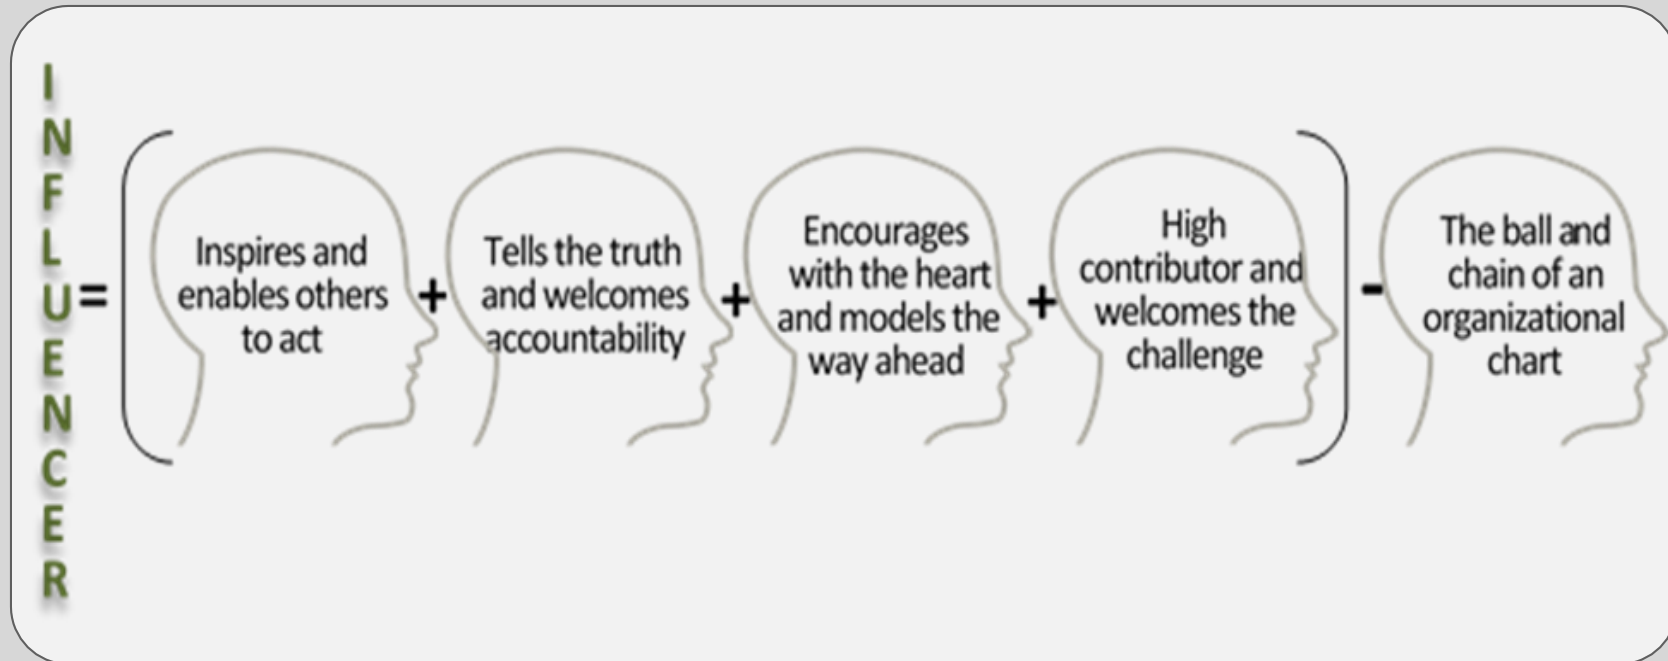 INFLUENCER
=
Inspires and
enables others
to act
+
Tells the truth
and welcomes
accountability
+
Encourages
with the heart
and models the
way ahead
+
High
contributor and
welcomes the
challenge
-
The ball and
chain of an
organizational
chart